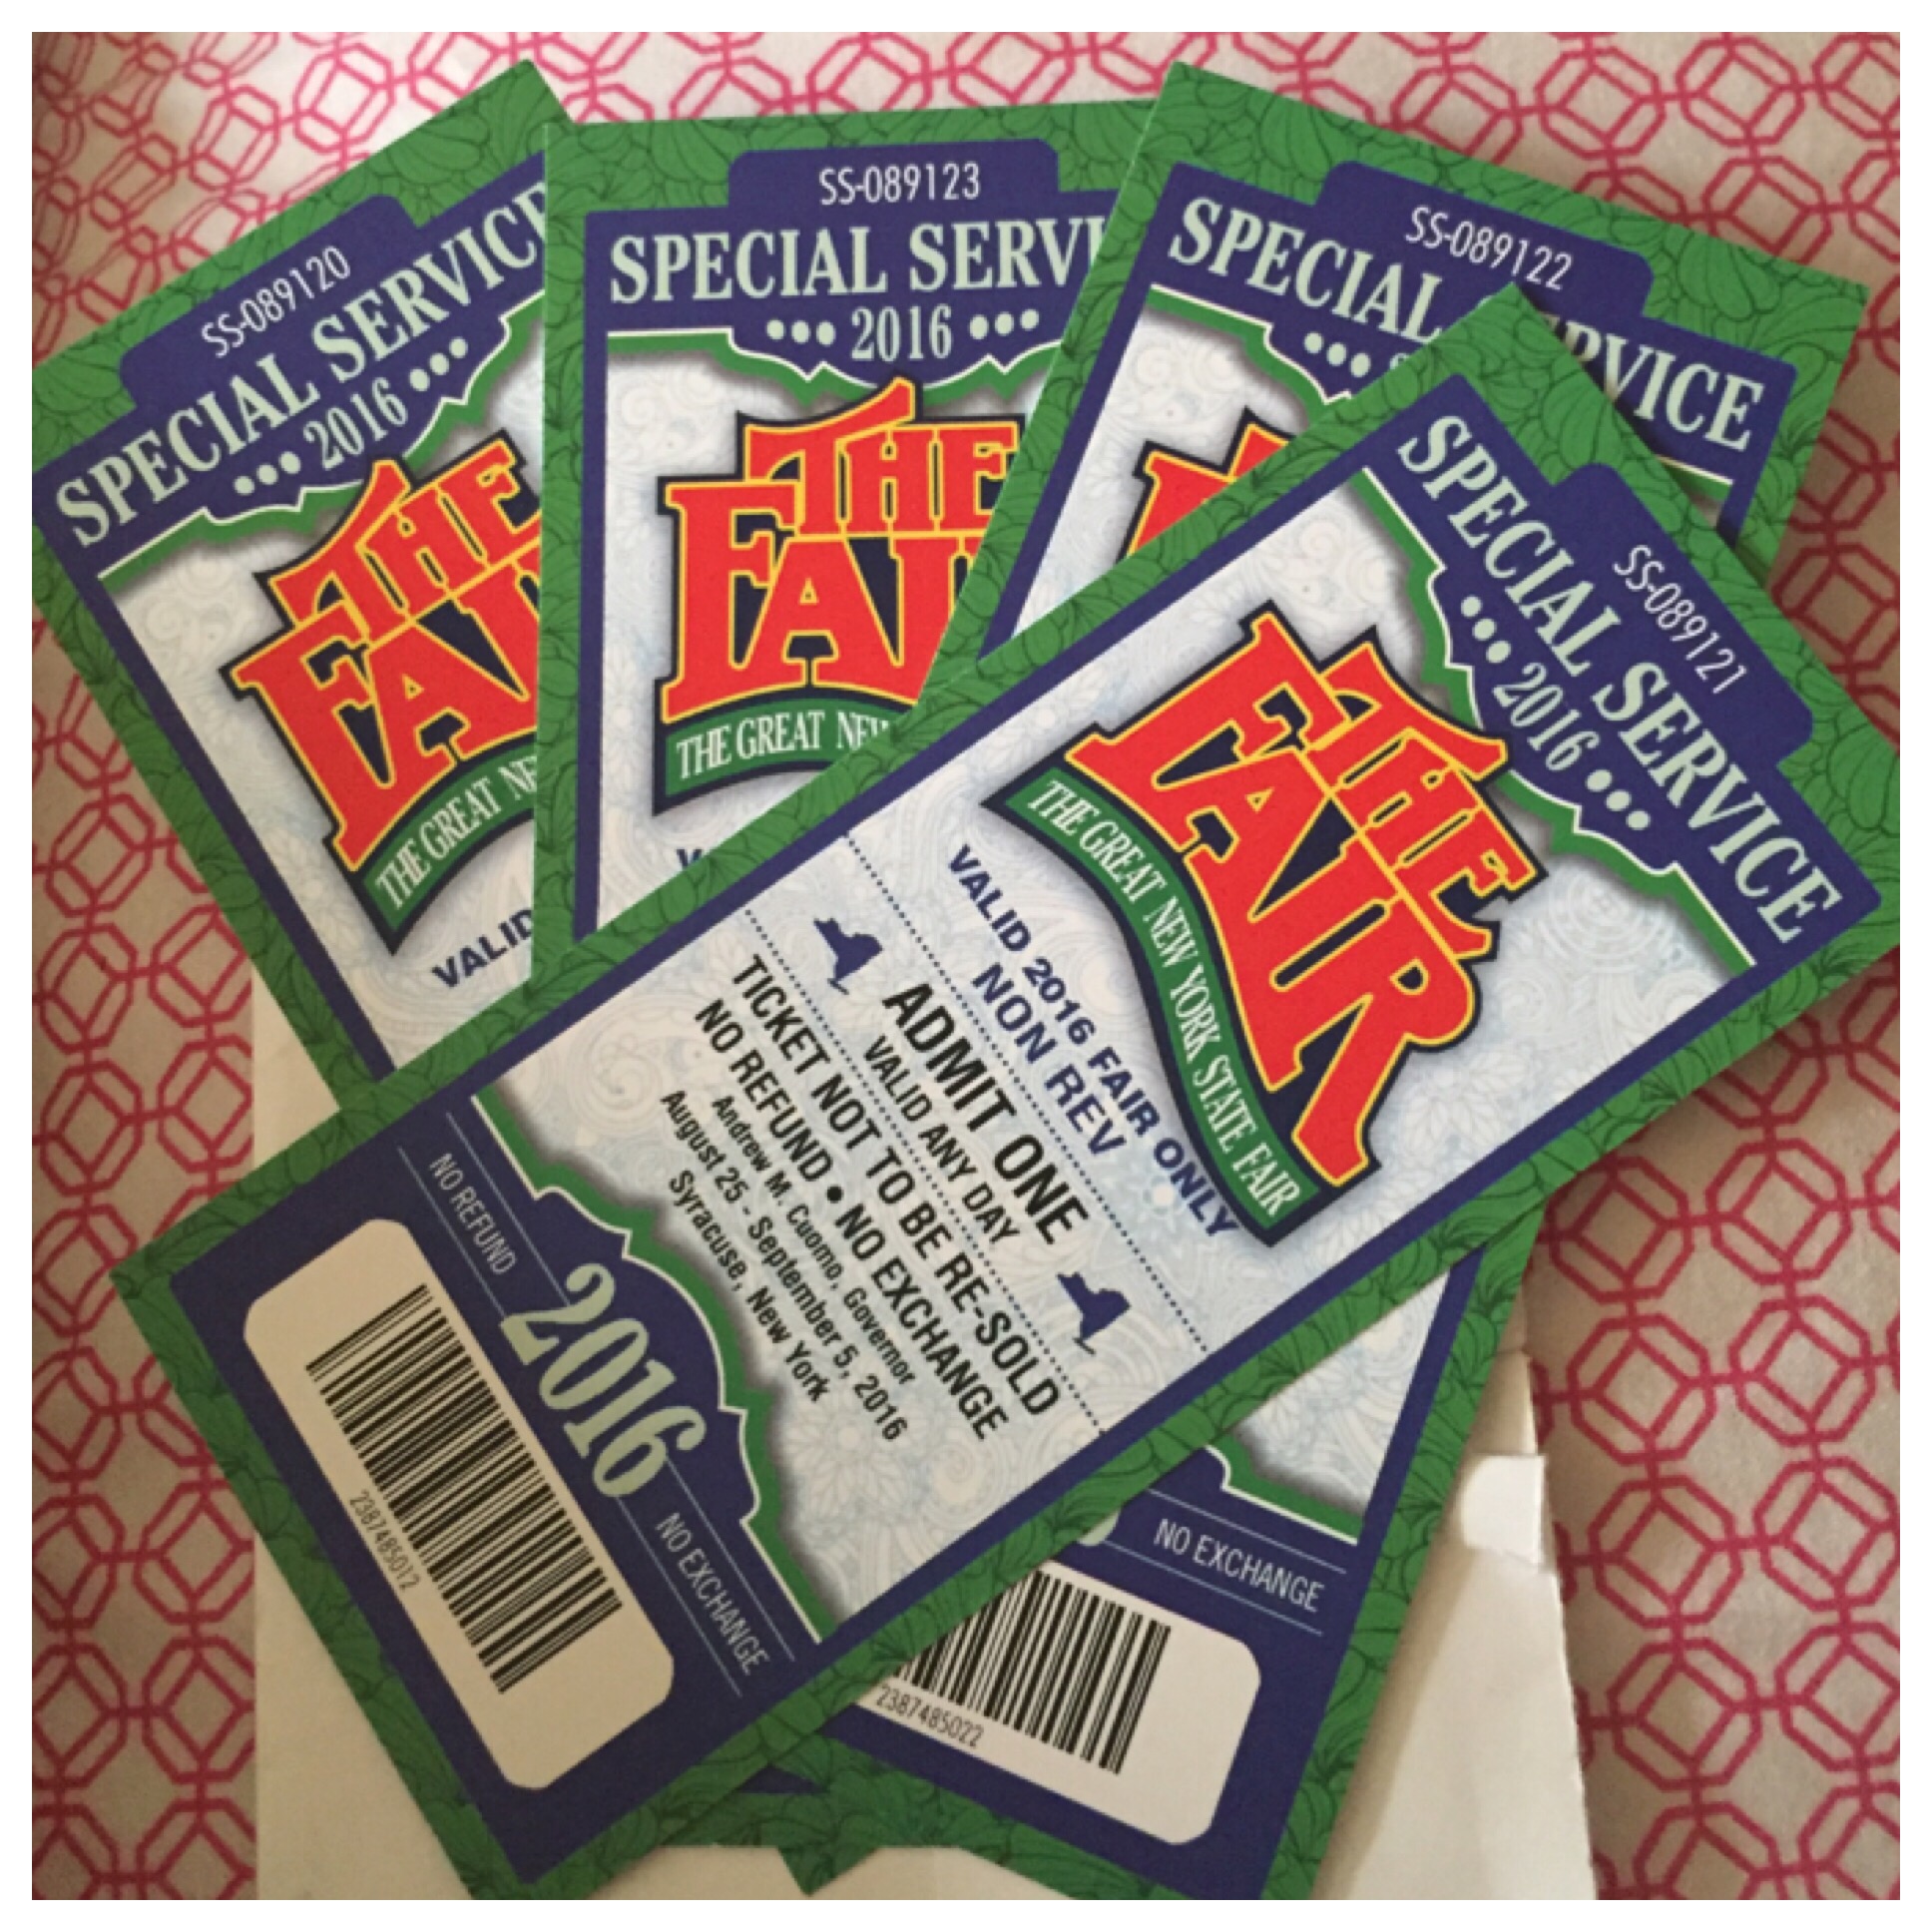 SS-089120
SPECIAL SERVICE
2016
THE
FAI
THE GREAT NE
VALID
SS-089123
SPECIAL SERVI
2016
THE
FAI
THE GREAT NEW
SS-089122
SPECIAL SERVICE
SS-089121
SPECIAL SERVICE
••• 2016 •••
THE
FAIR
THE GREAT NEW YORK STATE FAIR
VALID 2016 FAIR ONLY
NON REV
ADMIT ONE
VALID ANY DAY
TICKET NOT TO BE RE-SOLD
NO REFUND • NO EXCHANGE
Andrew M. Cuomo, Governor
August 25 - September 5, 2016
Syracuse, New York
NO REFUND 2016 NO EXCHANGE
2387485012
NO EXCHANGE
2387485022